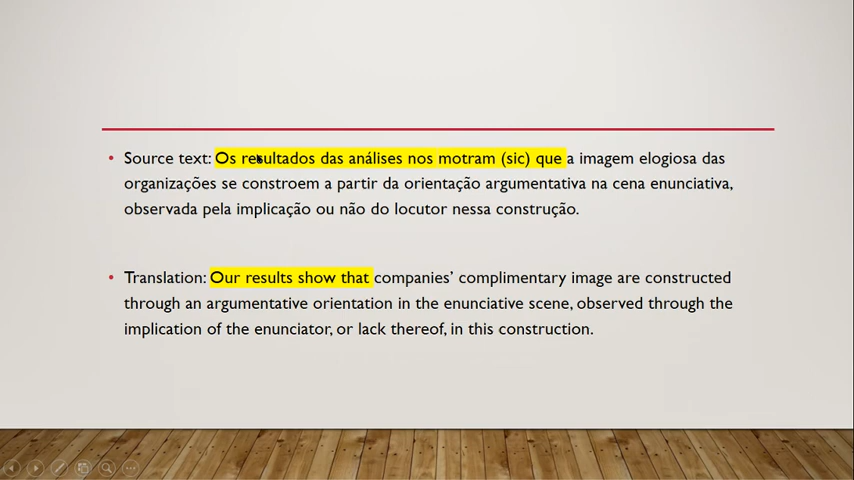 • Source text: Os resultados das análises nos motram (sic) que a imagem elogiosa das
organizações se constroem a partir da orientação argumentativa na cena enunciativa,
observada pela implicação ou não do locutor nessa construção.
• Translation: Our results show that companies’ complimentary image are constructed
through an argumentative orientation in the enunciative scene, observed through the
implication of the enunciator, or lack thereof, in this construction.